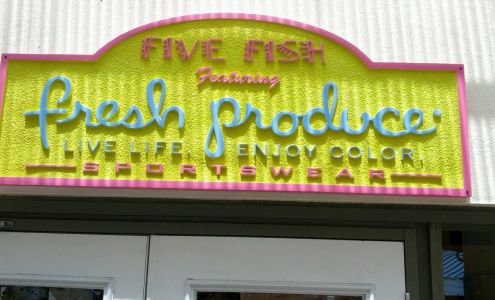 FIVE FISH
Featuring
fresh produce
LIVE LIFE. ENJOY COLOR.
SPORTSWEAR